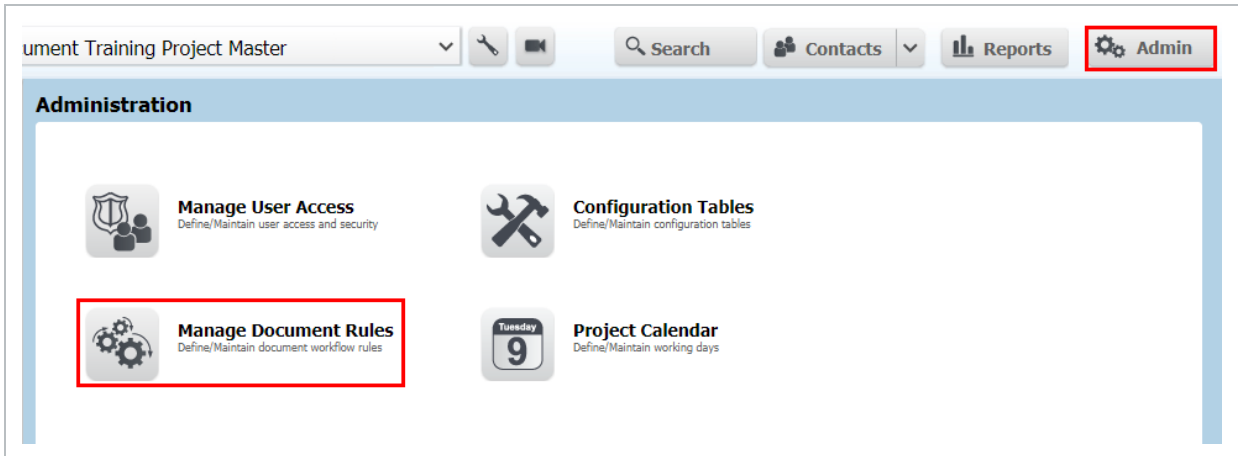 ument Training Project Master
Search
Contacts
Reports
Admin
Administration
Manage User Access
Define/Maintain user access and security
Configuration Tables
Define/Maintain configuration tables
Manage Document Rules
Define/Maintain document workflow rules
Tuesday
9
Project Calendar
Define/Maintain working days